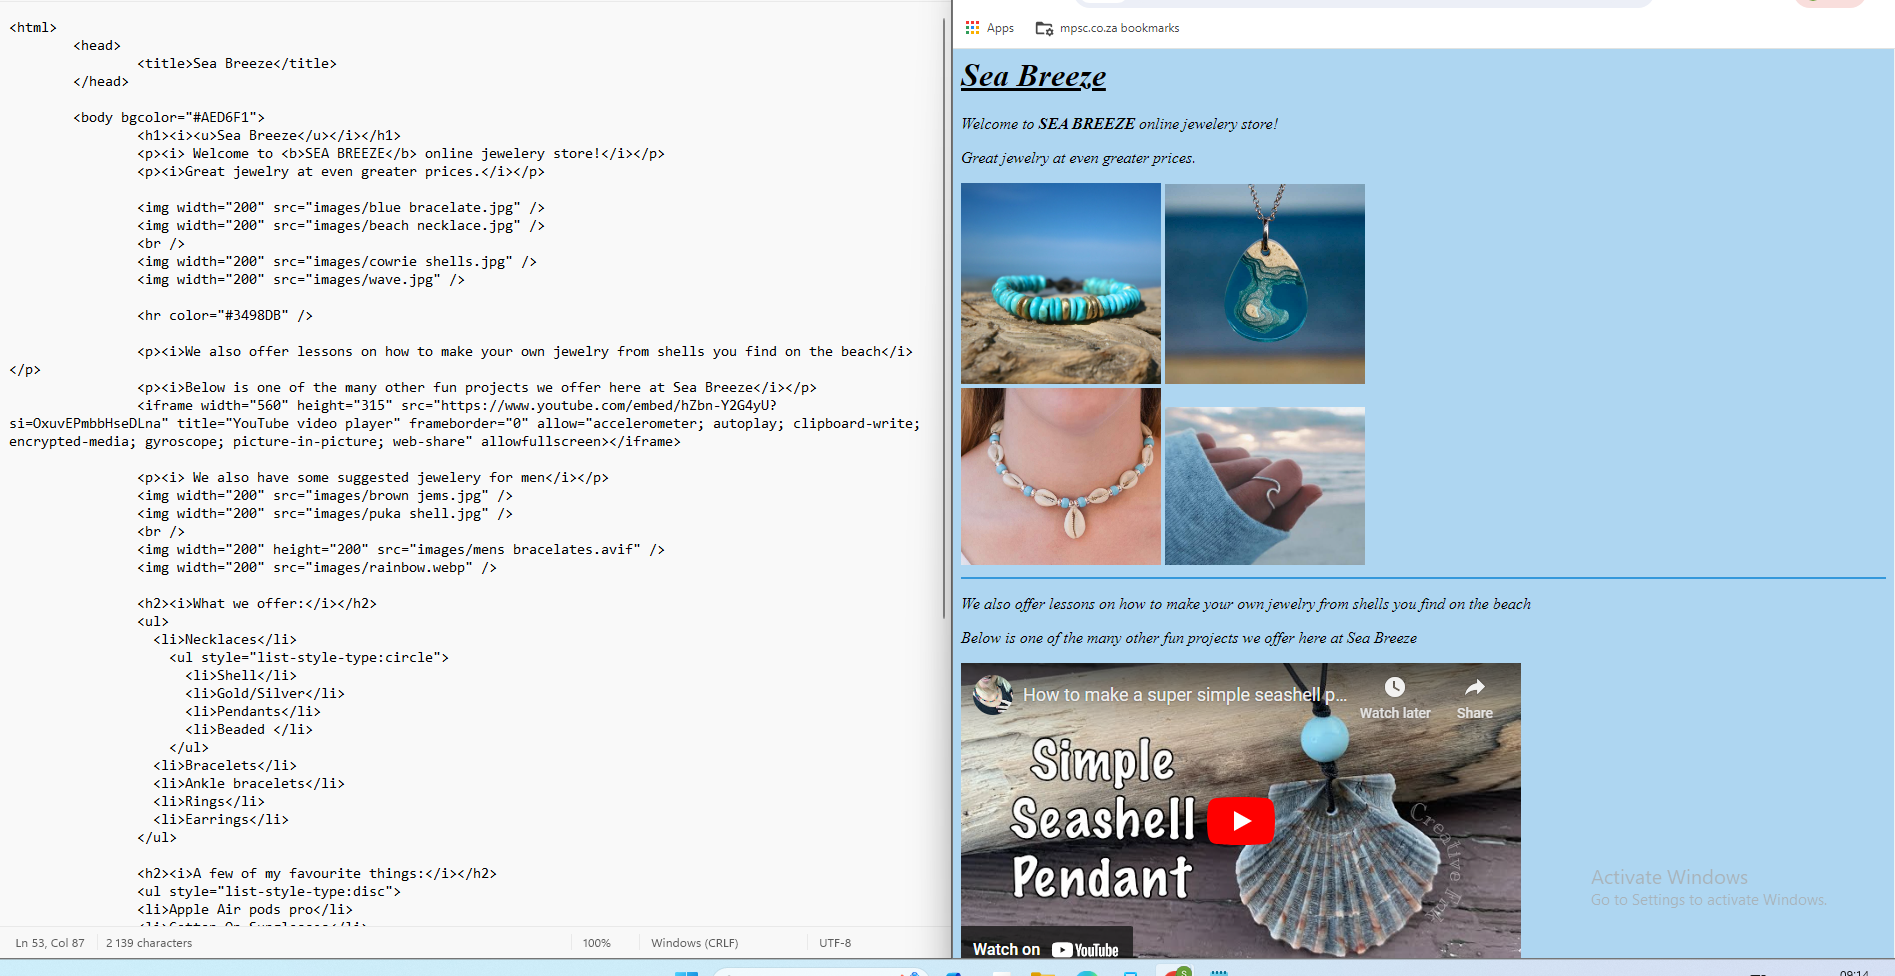 <html>
<head>
<title>Sea Breeze</title>
</head>
<body bgcolor="#AED6F1">
<h1><i><u>Sea Breeze</u></i></h1>
<p><i> Welcome to <b>SEA BREEZE</b> online jewelery store!</i></p>
<p><i>Great jewelry at even greater prices.</i></p>
<img width="200" src="images/blue bracelate.jpg" />
<img width="200" src="images/beach necklace.jpg" />
<br />
<img width="200" src="images/cowrie shells.jpg" />
<img width="200" src="images/wave.jpg" />
<hr color="#3498DB" />
<p><i>We also offer lessons on how to make your own jewelry from shells you find on the beach</i>
</p>
<p><i>Below is one of the many other fun projects we offer here at Sea Breeze</i></p>
<iframe width="560" height="315" src="https://www.youtube.com/embed/hZbn-Y2G4yU?
si=OxuvEPmbbHseDLna" title="YouTube video player" frameborder="0" allow="accelerometer; autoplay; clipboard-write;
encrypted-media; gyroscope; picture-in-picture; web-share" allowfullscreen></iframe>
<p><i> We also have some suggested jewelery for men</i></p>
<img width="200" src="images/brown jems.jpg" />
<img width="200" src="images/puka shell.jpg" />
<br />
<img width="200" height="200" src="images/mens bracelates.avif" />
<img width="200" src="images/rainbow.webp" />
<h2><i>What we offer:</i></h2>
<ul>
<li>Necklaces</li>
<ul style="list-style-type:circle">
<li>Shell</li>
<li>Gold/Silver</li>
<li>Pendants</li>
<li>Beaded </li>
</ul>
<li>Bracelets</li>
<li>Ankle bracelets</li>
<li>Rings</li>
<li>Earrings</li>
</ul>
<h2><i>A few of my favourite things:</i></h2>
<ul style="list-style-type:disc">
<li>Apple Air pods pro</li>
Ln 53, Col 87
2 139 characters
100%
Windows (CRLF)
UTF-8
Apps
mpsc.co.za bookmarks
Sea Breeze
Welcome to SEA BREEZE online jewelery store!
Great jewelry at even greater prices.
We also offer lessons on how to make your own jewelry from shells you find on the beach
Below is one of the many other fun projects we offer here at Sea Breeze
How to make a super simple seashell p...
Watch later
Share
Simple
Seashell
Pendant
Creative
Watch on YouTube
Activate Windows
Go to Settings to activate Windows.
09:14